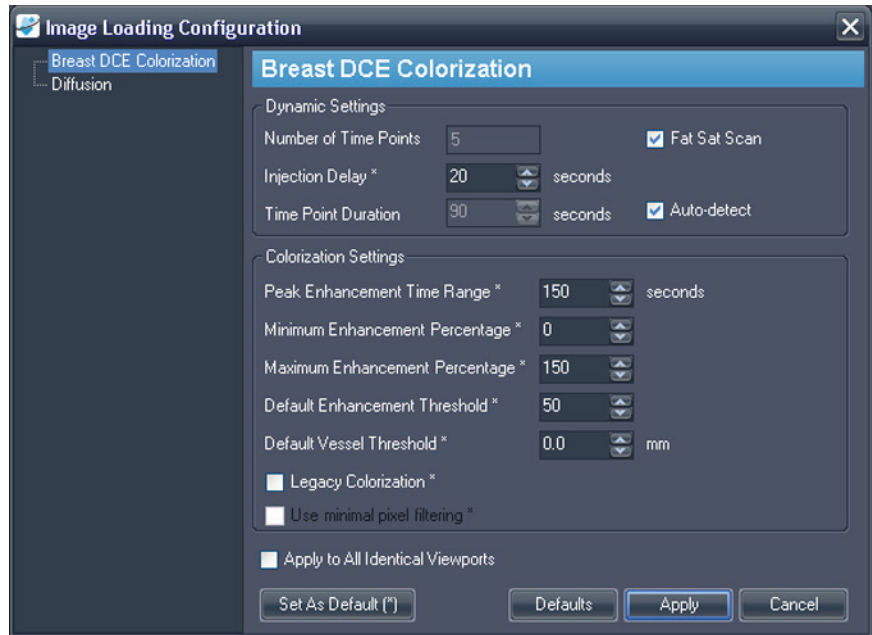 Image Loading Configuration
Breast DCE Colorization
Diffusion
Breast DCE Colorization
Dynamic Settings
Number of Time Points 5 Fat Sat Scan
Injection Delay * 20 seconds
Time Point Duration 90 seconds Auto-detect
Colorization Settings
Peak Enhancement Time Range * 150 seconds
Minimum Enhancement Percentage * 0
Maximum Enhancement Percentage * 150
Default Enhancement Threshold * 50
Default Vessel Threshold * 0.0 mm
Legacy Colorization *
Use minimal pixel filtering *
Apply to All Identical Viewports
Set As Default (*) Defaults Apply Cancel